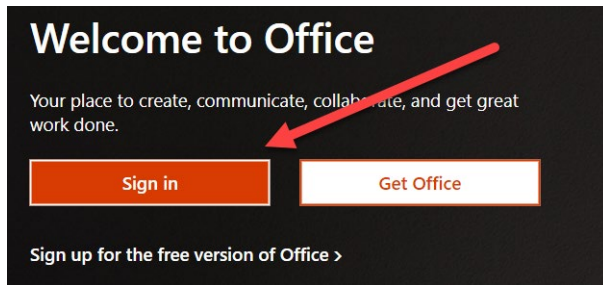 Welcome to Office
Your place to create, communicate, collaborate, and get great
work done.
Sign in
Get Office
Sign up for the free version of Office >